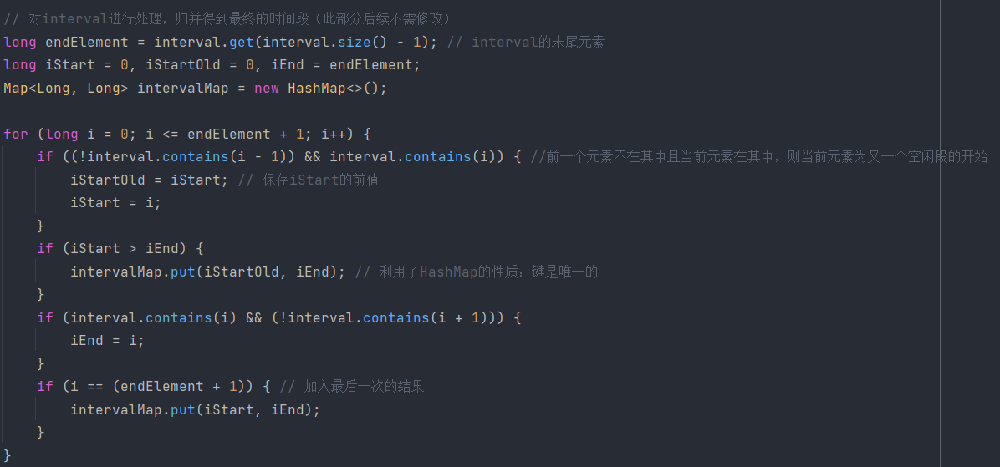 // 对interval进行处理，归并得到最终的时间段（此部分后续不需修改）
long endElement = interval.get(interval.size() - 1); // interval的末尾元素
long iStart = 0, iStartOld = 0, iEnd = endElement;
Map<Long, Long> intervalMap = new HashMap<>();
for (long i = 0; i <= endElement + 1; i++) {
    if ((!interval.contains(i - 1)) && interval.contains(i)) { //前一个元素不在其中且当前元素在其中，则当前元素为又一个空闲段的开始
        iStartOld = iStart; // 保存iStart的前值
        iStart = i;
    }
    if (iStart > iEnd) {
        intervalMap.put(iStartOld, iEnd); // 利用了HashMap的性质：键是唯一的
    }
    if (interval.contains(i) && (!interval.contains(i + 1))) {
        iEnd = i;
    }
    if (i == (endElement + 1)) { // 加入最后一次的结果
        intervalMap.put(iStart, iEnd);
    }
}